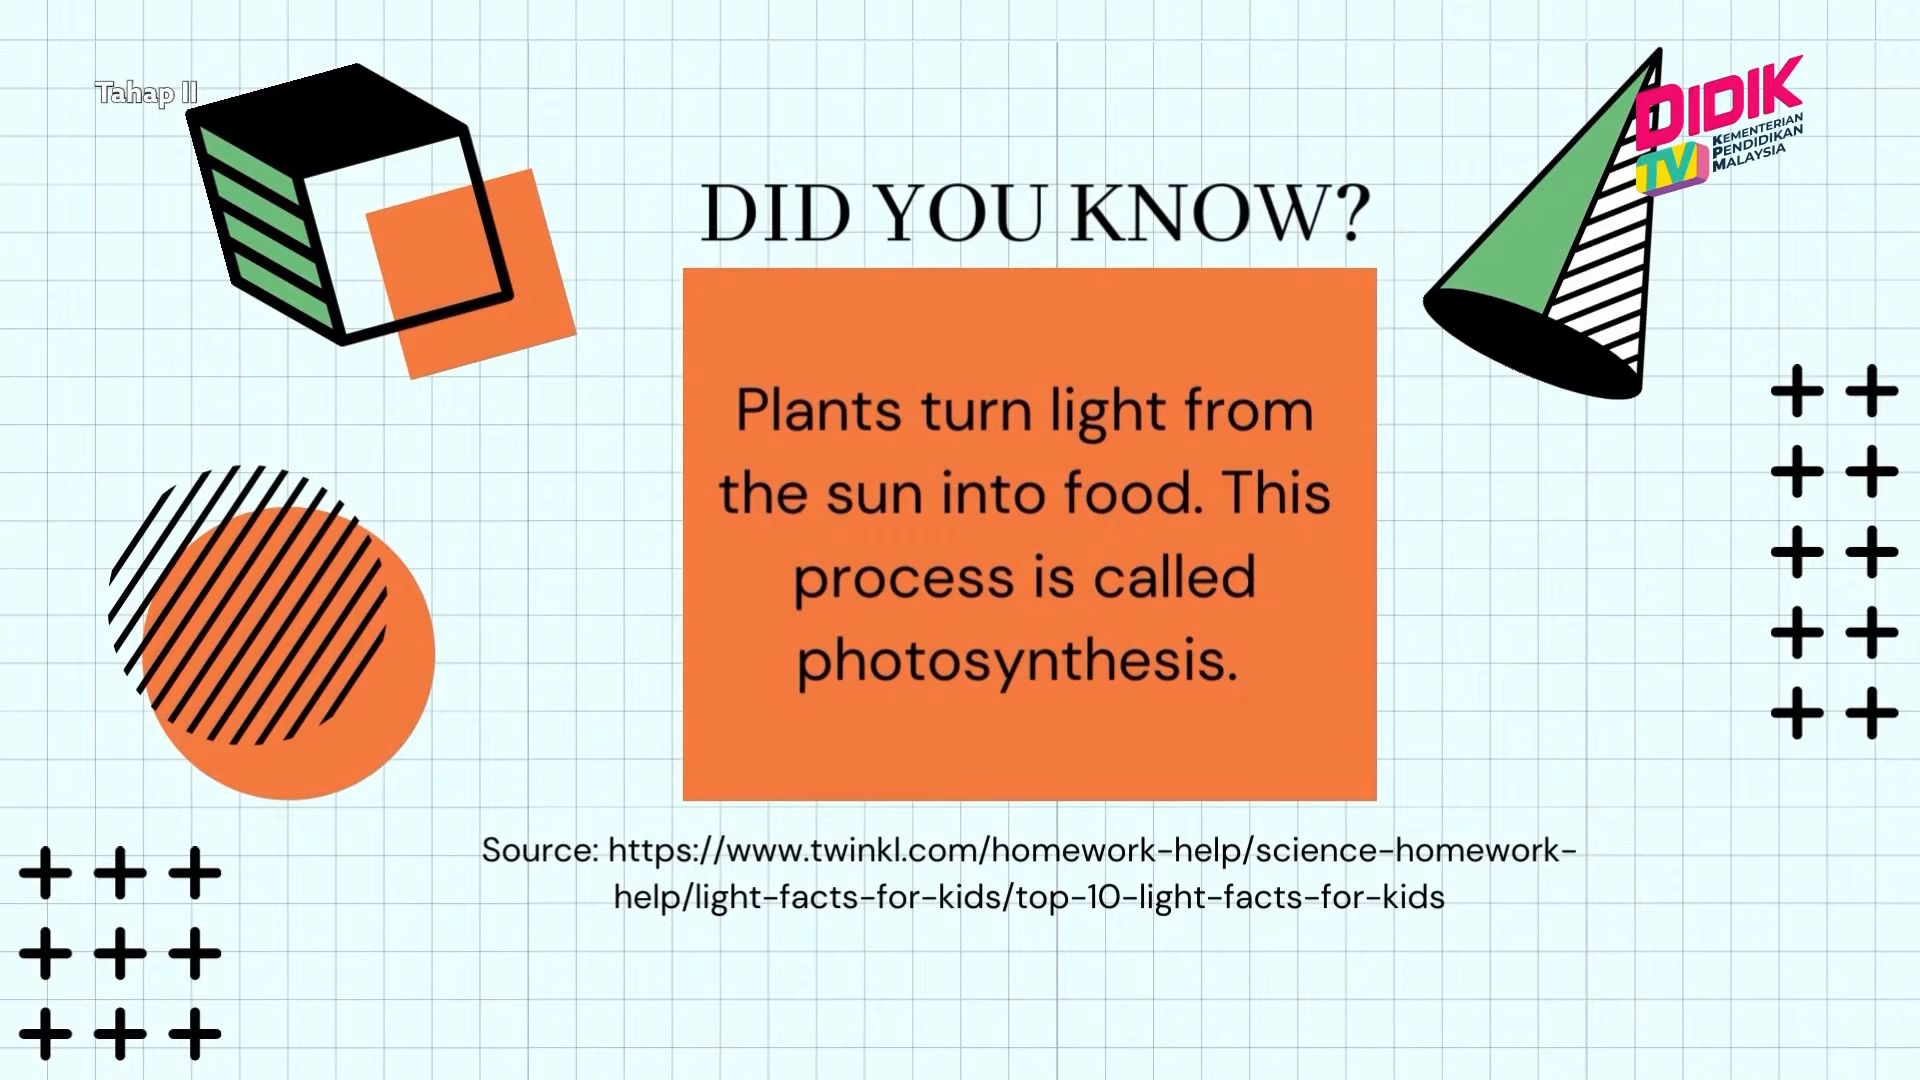 Tahap II
DIDIK
TV
KEMENTERIAN
PENDIDIKAN
MALAYSIA
DID YOU KNOW?
Plants turn light from
the sun into food. This
process is called
photosynthesis.
Source: https://www.twinkl.com/homework-help/science-homework-
help/light-facts-for-kids/top-10-light-facts-for-kids